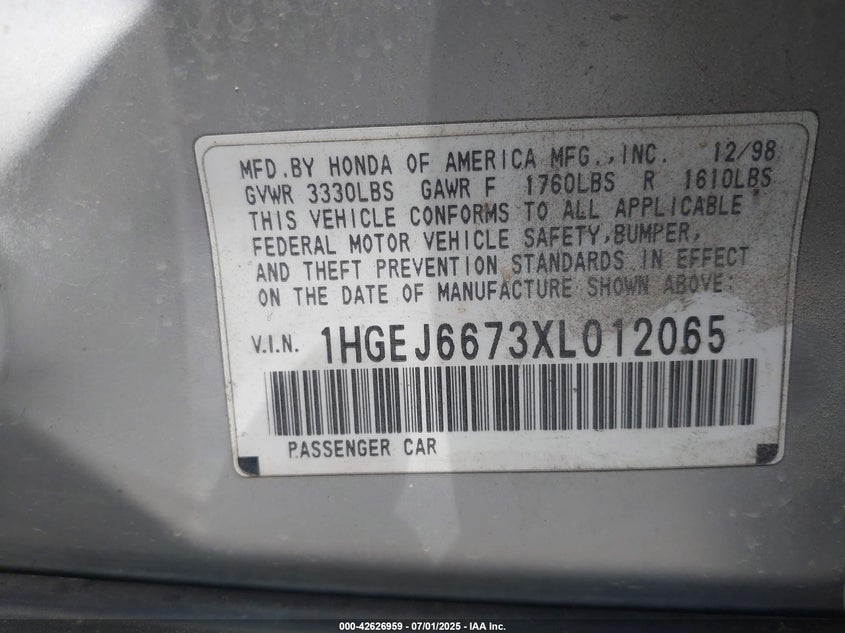 MFD.BY HONDA OF AMERICA MFG.,INC. 12/98
GVWR 3330LBS GAWR F 1760LBS R 1610LBS
THIS VEHICLE CONFORMS TO ALL APPLICABLE
FEDERAL MOTOR VEHICLE SAFETY,BUMPER,
AND THEFT PREVENTION STANDARDS IN EFFECT
ON THE DATE OF MANUFACTURE SHOWN ABOVE:
V.I.N. 1HGEJ6673XL012065
PASSENGER CAR
000-42626959 - 07/01/2025 - IAA Inc.